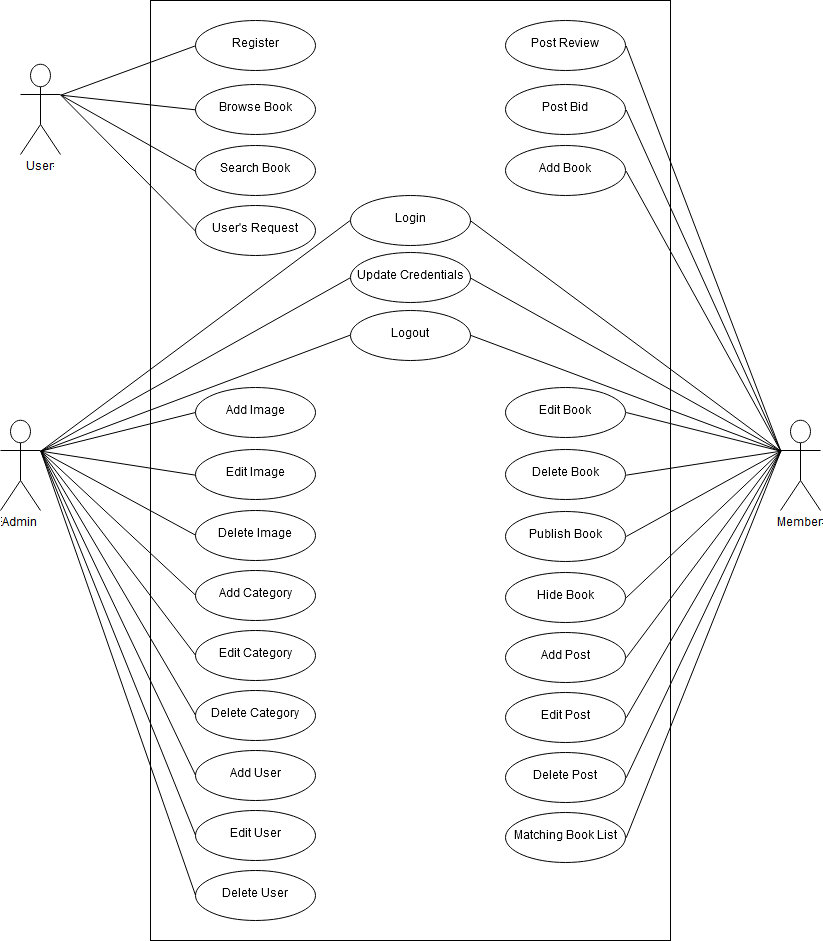 Register
Post Review
Browse Book
Post Bid
User
Search Book
Add Book
User's Request
Login
Update Credentials
Logout
Add Image
Edit Book
Edit Image
Delete Book
Admin
Member
Delete Image
Publish Book
Add Category
Hide Book
Edit Category
Add Post
Delete Category
Edit Post
Add User
Delete Post
Edit User
Matching Book List
Delete User